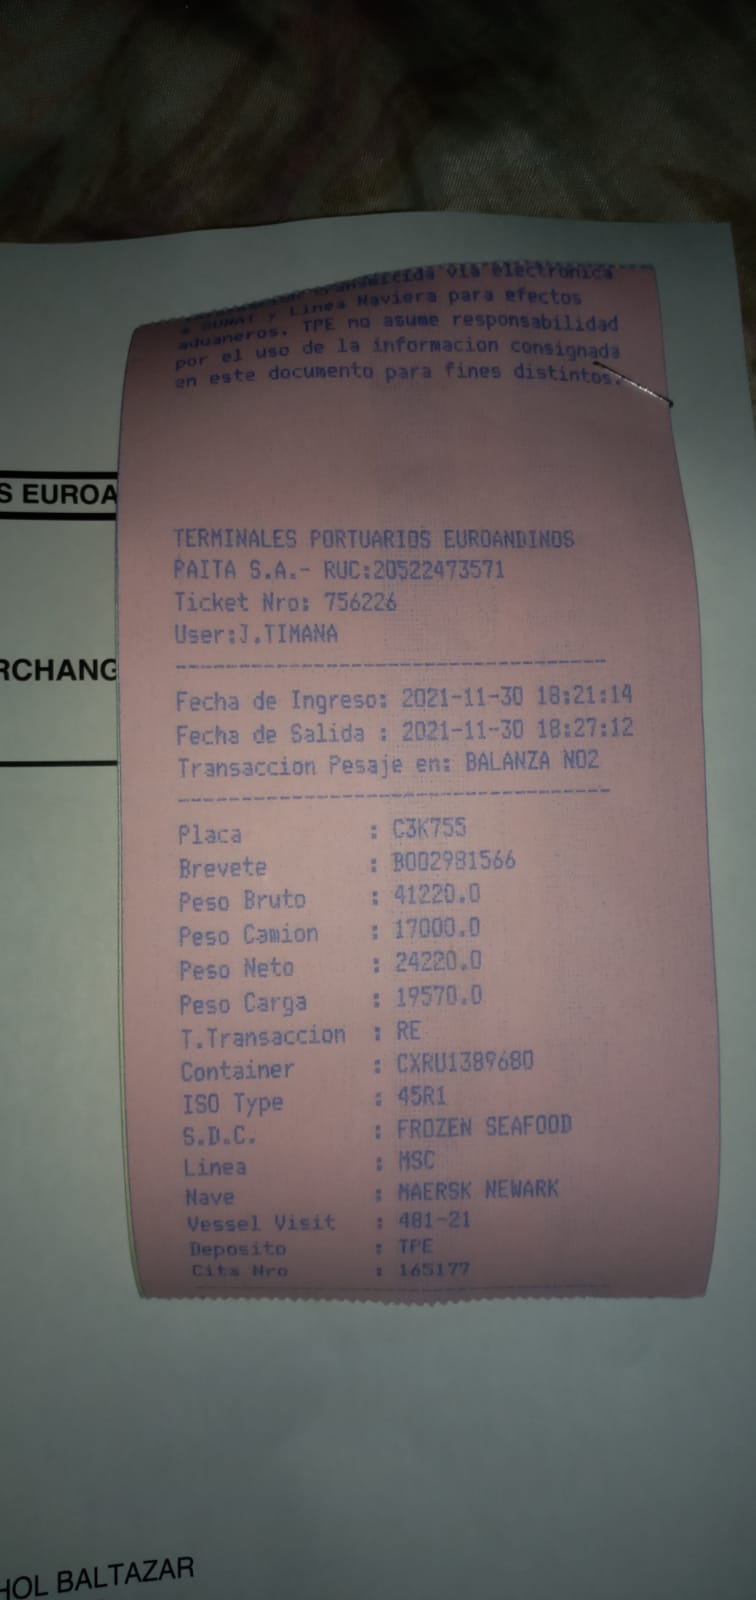 transmitida via electronica
a SUNAT y Linea Naviera para efectos
aduaneros. TPE no asume responsabilidad
por el uso de la informacion consignada
en este documento para fines distintos.
S EUROA
TERMINALES PORTUARIOS EUROANDINOS
PAITA S.A.- RUC:20522473571
Ticket Nro: 756226
User:J.TIMANA
RCHANG
Fecha de Ingreso: 2021-11-30 18:21:14
Fecha de Salida : 2021-11-30 18:27:12
Transaccion Pesaje en: BALANZA NO2
Placa : C3K755
Brevete : B002981566
Peso Bruto : 41220.0
Peso Camion : 17000.0
Peso Neto : 24220.0
Peso Carga : 19570.0
T.Transaccion : RE
Container : CXRU1389680
ISO Type : 45R1
S.D.C. : FROZEN SEAFOOD
Linea : MSC
Nave : MAERSK NEWARK
Vessel Visit : 481-21
Deposito : TPE
Cita Nro : 165177
HOL BALTAZAR